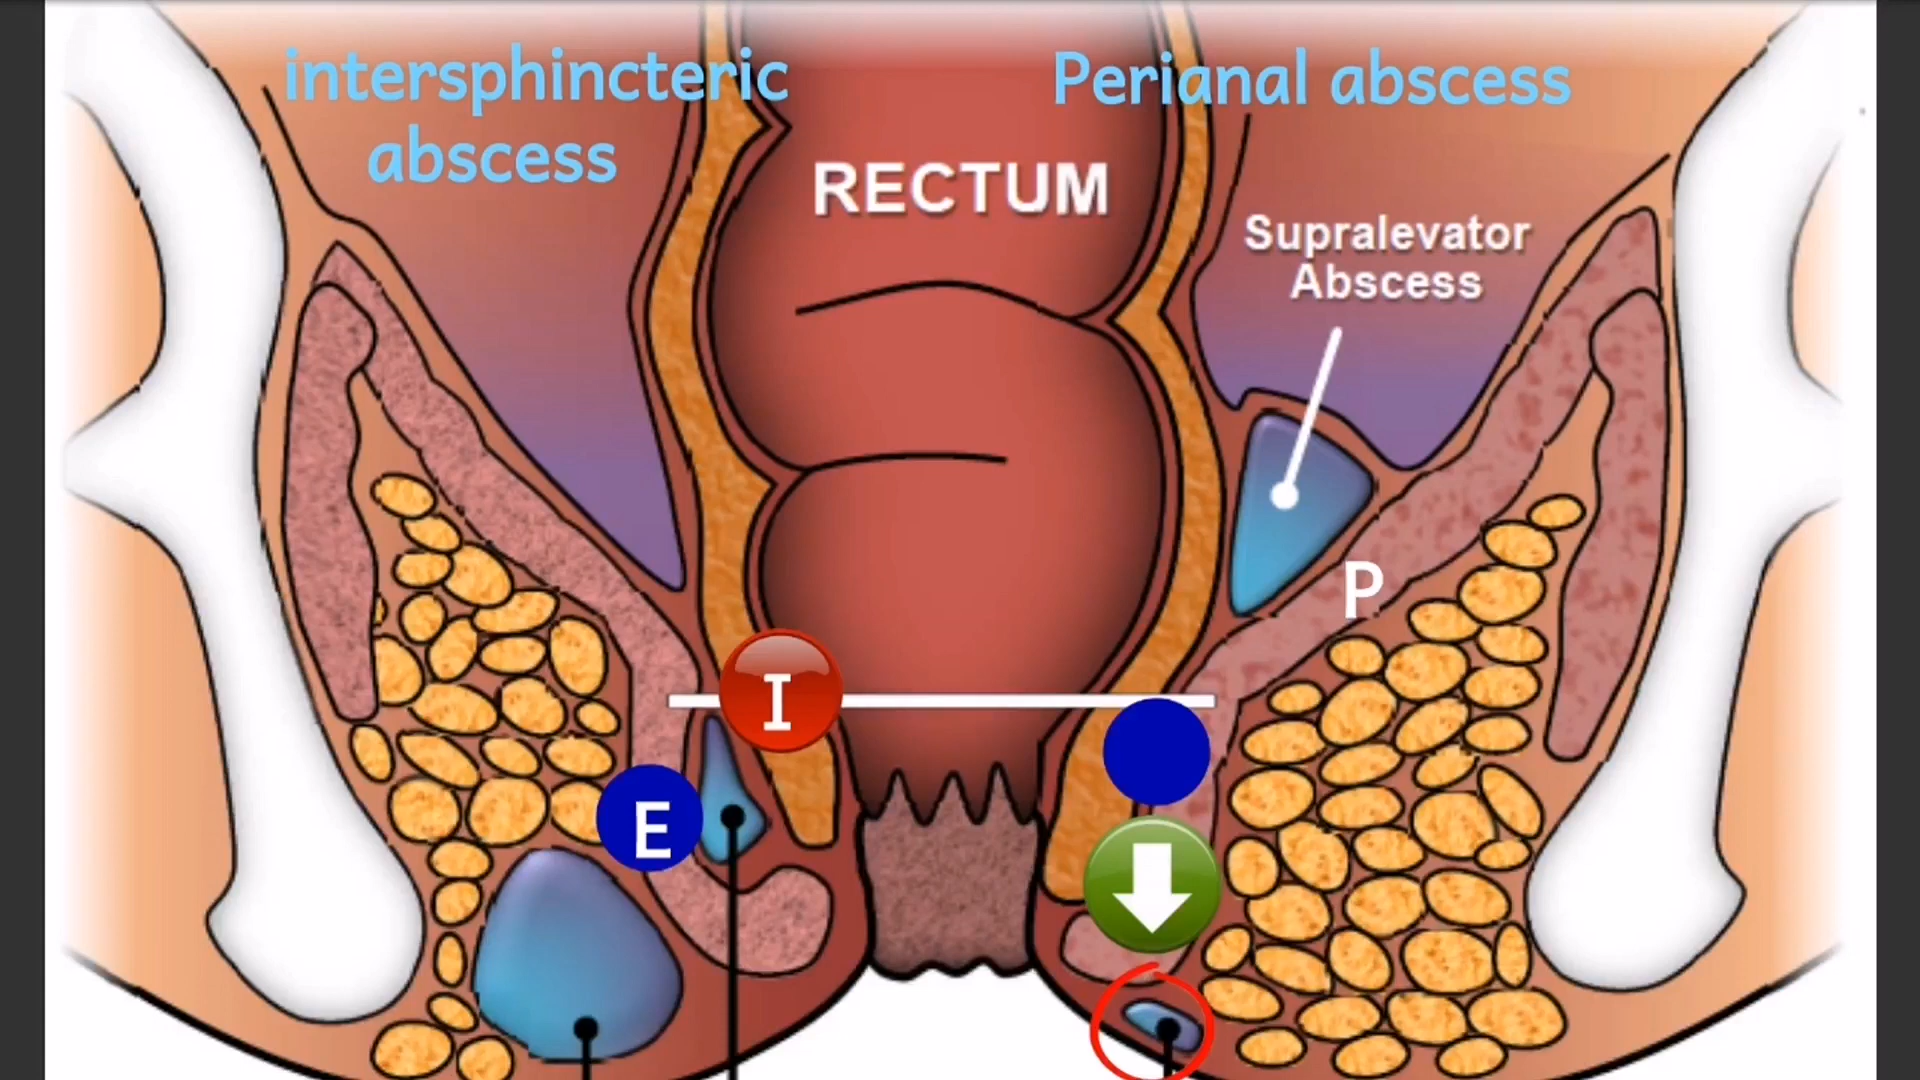 intersphincteric
abscess
Perianal abscess
RECTUM
Supralevator
Abscess
P
I
E